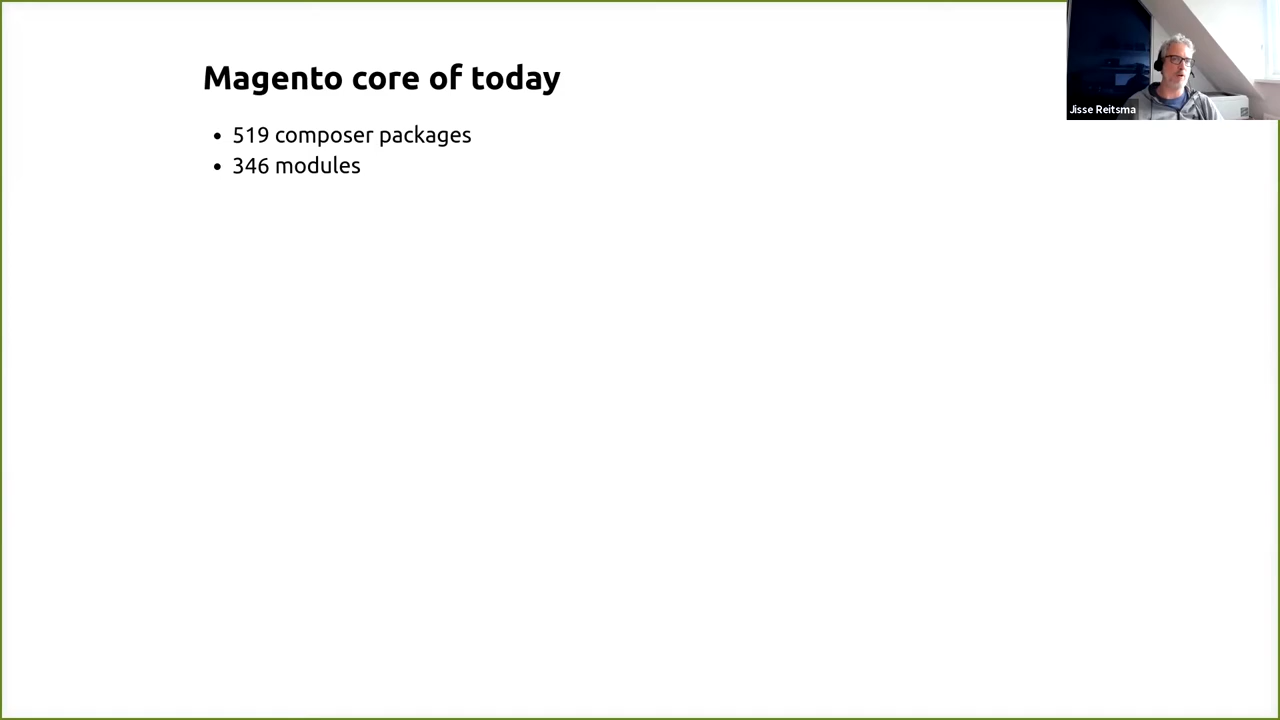 Magento core of today
519 composer packages
346 modules
Jisse Reitsma